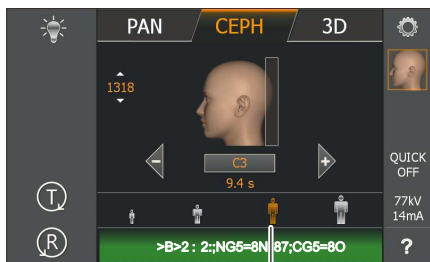 PAN
CEPH
3D
1318
C3
9.4 s
QUICK
OFF
77kV
14mA
T
R
>B>2 : 2:;NG5=8N 87;CG5=8O
?